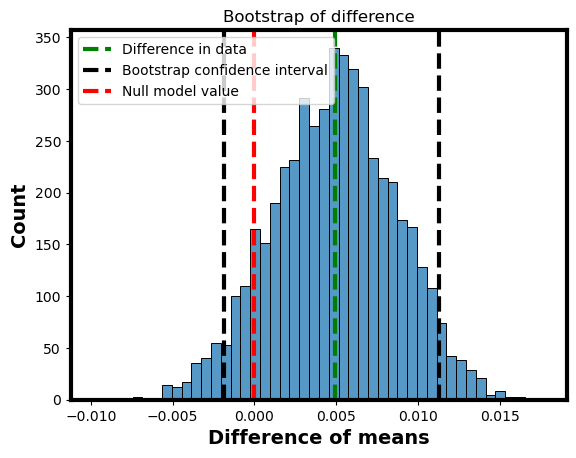 Bootstrap of difference
Difference in data
Bootstrap confidence interval
Null model value
350
300
250
200
150
100
50
0
Count
−0.010 −0.005 0.000 0.005 0.010 0.015
Difference of means